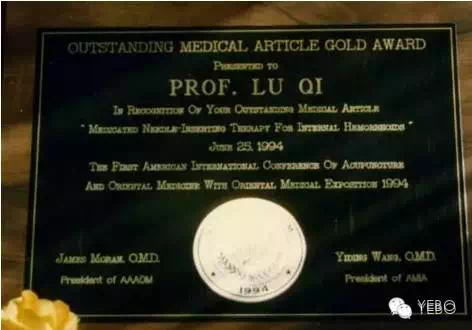 OUTSTANDING MEDICAL ARTICLE GOLD AWARD
PRESENTED TO
PROF. LU QI
IN RECOGNITION OF YOUR OUTSTANDING MEDICAL ARTICLE
" MEDICATED NEEDLE-INSERTING THERAPY FOR INTERNAL HEMORRHOIDS "
JUNE 25, 1994
THE FIRST AMERICAN INTERNATIONAL CONFERENCE OF ACUPUNCTURE
AND ORIENTAL MEDICINE WITH ORIENTAL MEDICAL EXPOSITION 1994
JAMES MORAN, O.M.D.
President of AAAOM
YIDING WANG, O.M.D.
President of AMIA
1994
YEBO